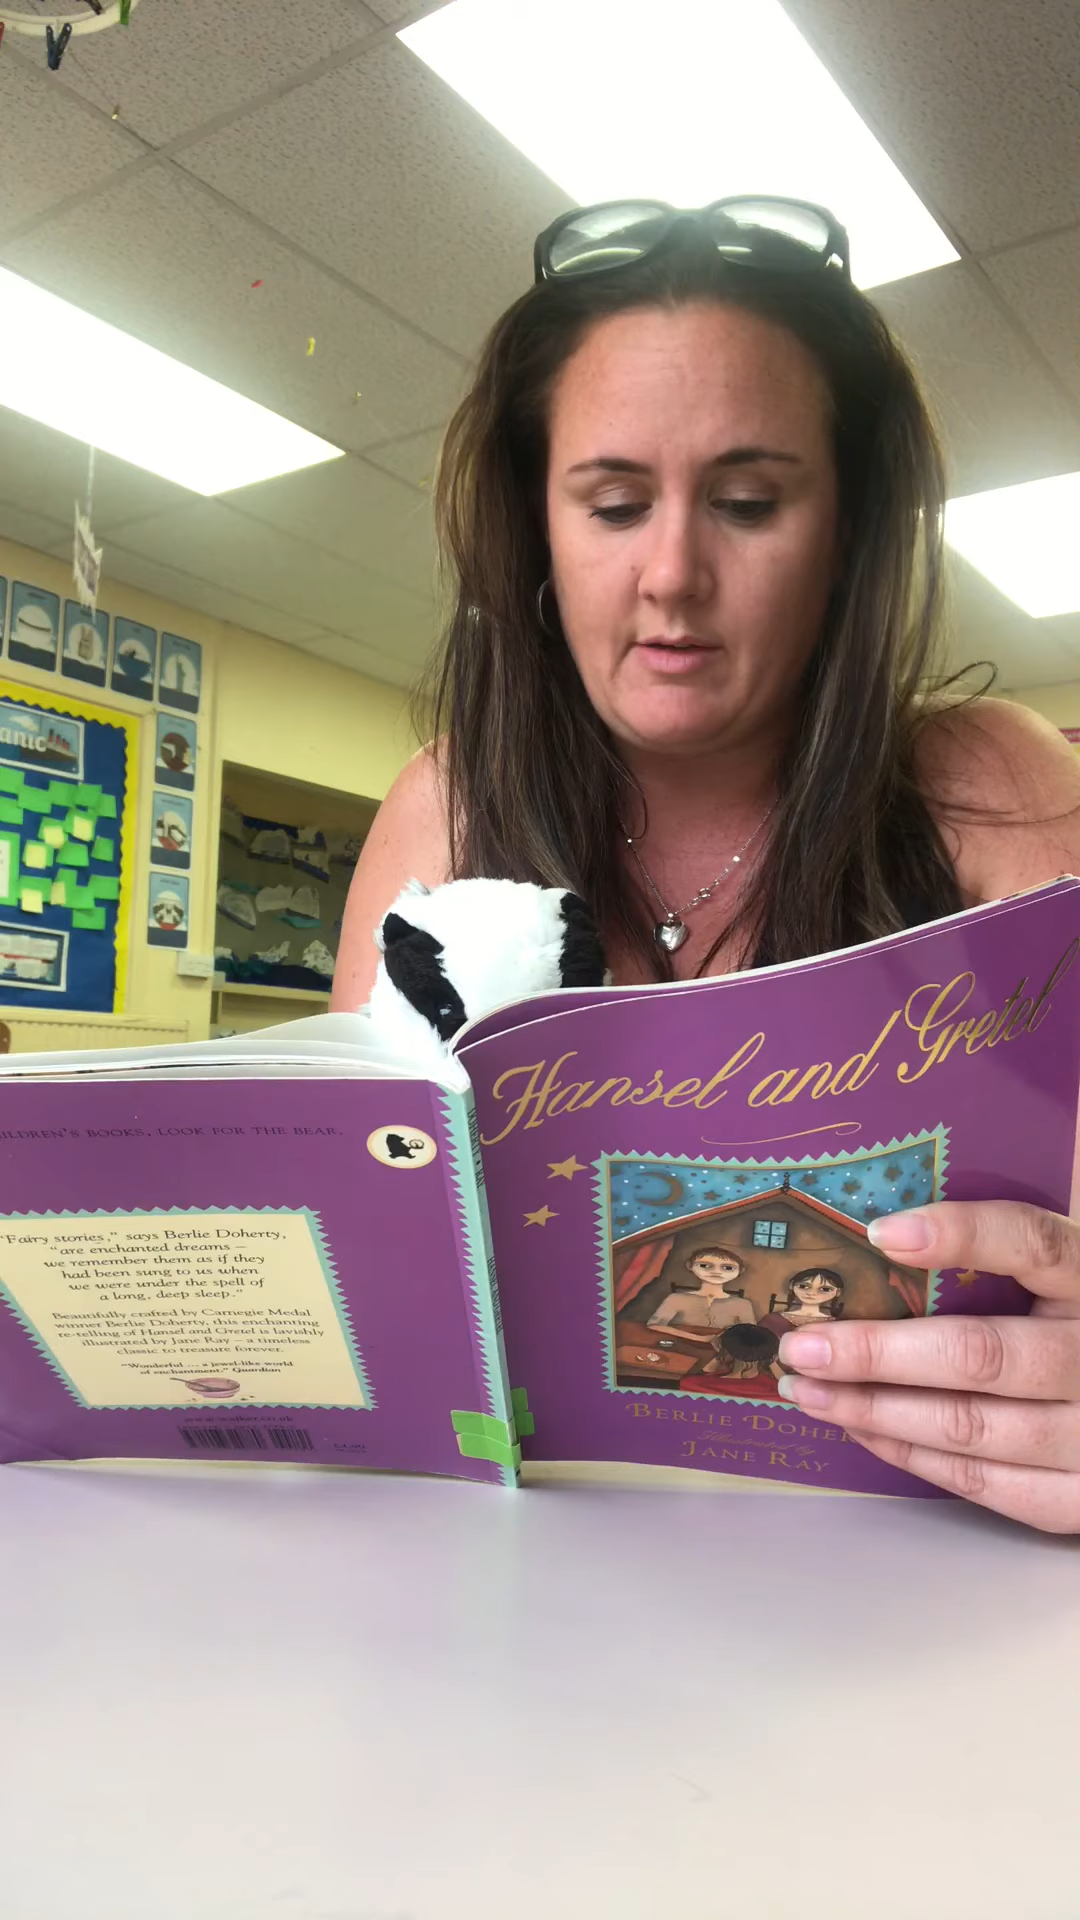 anic
ILDREN'S BOOKS, LOOK FOR THE BEAR.
"Fairy stories," says Berlie Doherty,
"are enchanted dreams –
we remember them as if they
had been sung to us when
we were under the spell of
a long, deep sleep."
Beautifully crafted by Carnegie Medal
winner Berlie Doherty, this enchanting
re-telling of Hansel and Gretel is lavishly
illustrated by Jane Ray – a timeless
classic to treasure forever.
"Wonderful ... a jewel-like world
of enchantment." Guardian
www.walker.co.uk
£4.99
Hansel and Gretel
BERLIE DOHER
Illustrated by
JANE RAY